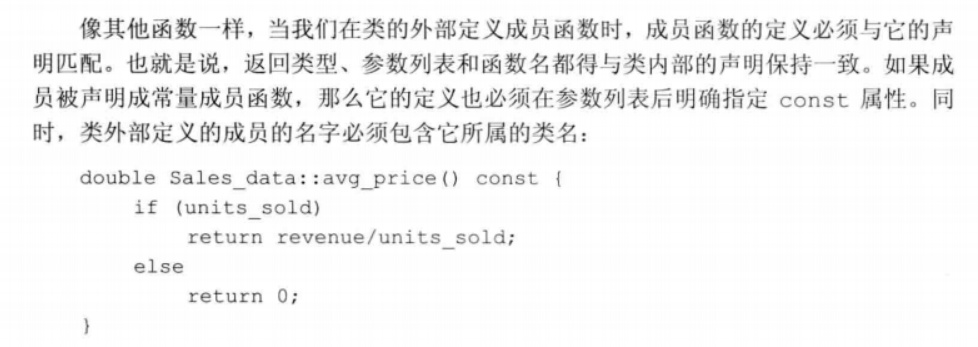 像其他函数一样，当我们在类的外部定义成员函数时，成员函数的定义必须与它的声
明匹配。也就是说，返回类型、参数列表和函数名都得与类内部的声明保持一致。如果成
员被声明成常量成员函数，那么它的定义也必须在参数列表后明确指定 const 属性。同
时，类外部定义的成员的名字必须包含它所属的类名：
double Sales_data::avg_price() const {
if (units_sold)
return revenue/units_sold;
else
return 0;
}